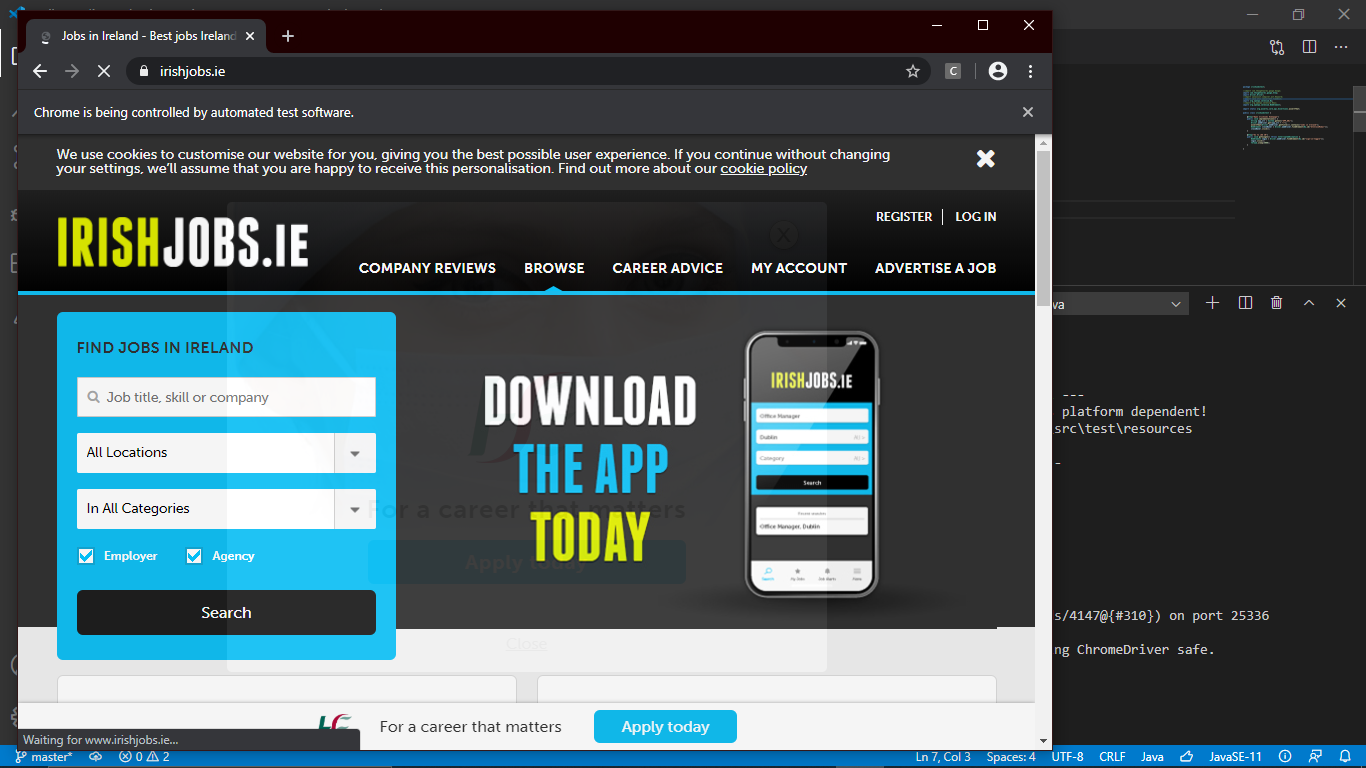 Jobs in Ireland - Best jobs Ireland
irishjobs.ie
C
Chrome is being controlled by automated test software.
We use cookies to customise our website for you, giving you the best possible user experience. If you continue without changing
your settings, we'll assume that you are happy to receive this personalisation. Find out more about our cookie policy
REGISTER
LOG IN
IRISHJOBS.IE
COMPANY REVIEWS
BROWSE
CAREER ADVICE
MY ACCOUNT
ADVERTISE A JOB
FIND JOBS IN IRELAND
Job title, skill or company
All Locations
In All Categories
Employer
Agency
Search
DOWNLOAD
THE APP
TODAY
IRISHJOBS.IE
Office Manager
Dublin
Category
Search
Office Manager, Dublin
For a career that matters
Apply today
Close
For a career that matters
Apply today
Waiting for www.irishjobs.ie...
va
---
platform dependent!
src\test\resources
-
s/4147@{#310}) on port 25336
ng ChromeDriver safe.
master*
0
2
Ln 7, Col 3
Spaces: 4
UTF-8
CRLF
Java
JavaSE-11